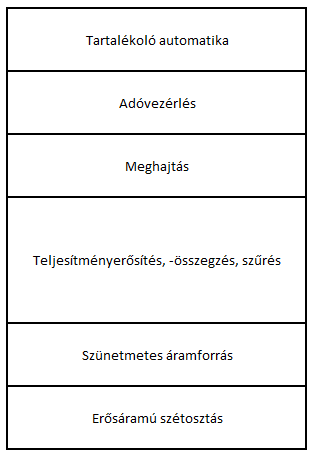 Tartalékoló automatika
Adóvezérlés
Meghajtás
Teljesítményerősítés, -összegzés, szűrés
Szünetmetes áramforrás
Erősáramú szétosztás